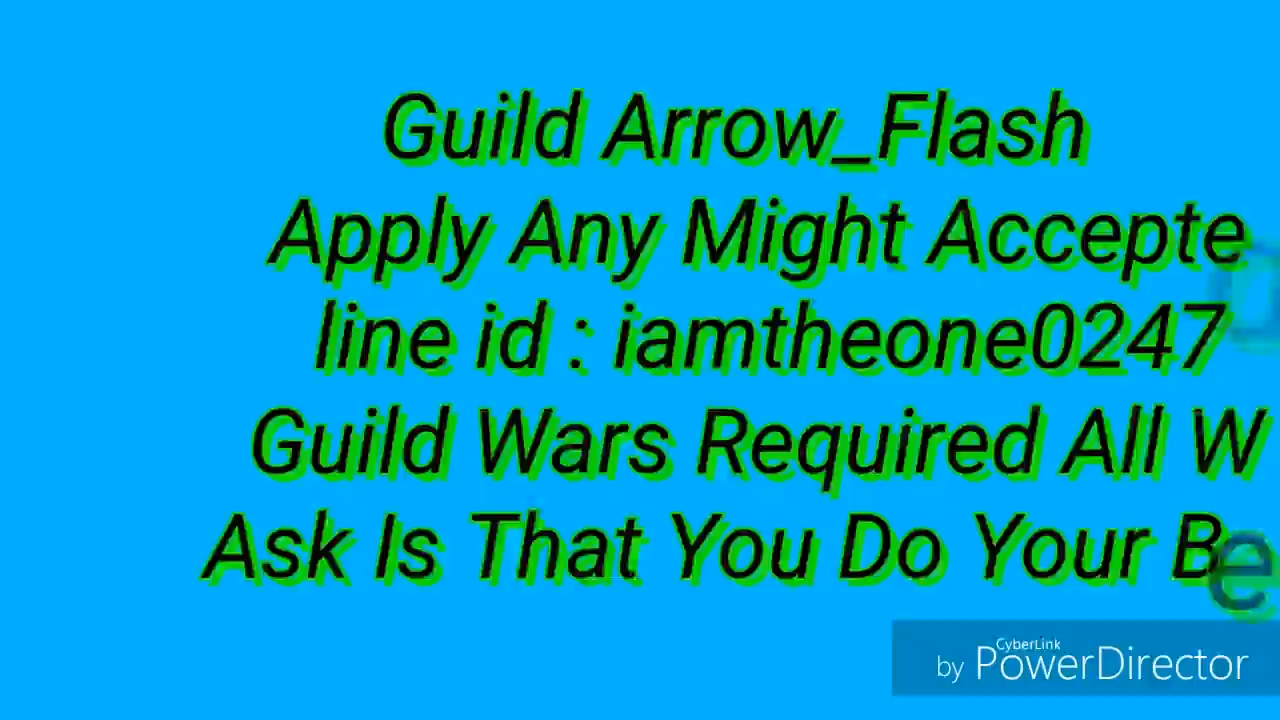 Guild Arrow_Flash
Apply Any Might Accepte
line id : iamtheone0247
Guild Wars Required All W
Ask Is That You Do Your Be
CyberLink
by PowerDirector